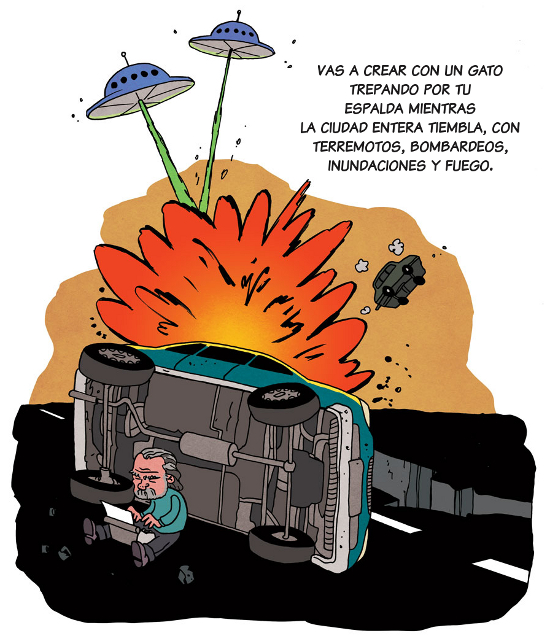 VAS A CREAR CON UN GATO
TREPANDO POR TU
ESPALDA MIENTRAS
LA CIUDAD ENTERA TIEMBLA, CON
TERREMOTOS, BOMBARDEOS,
INUNDACIONES Y FUEGO.